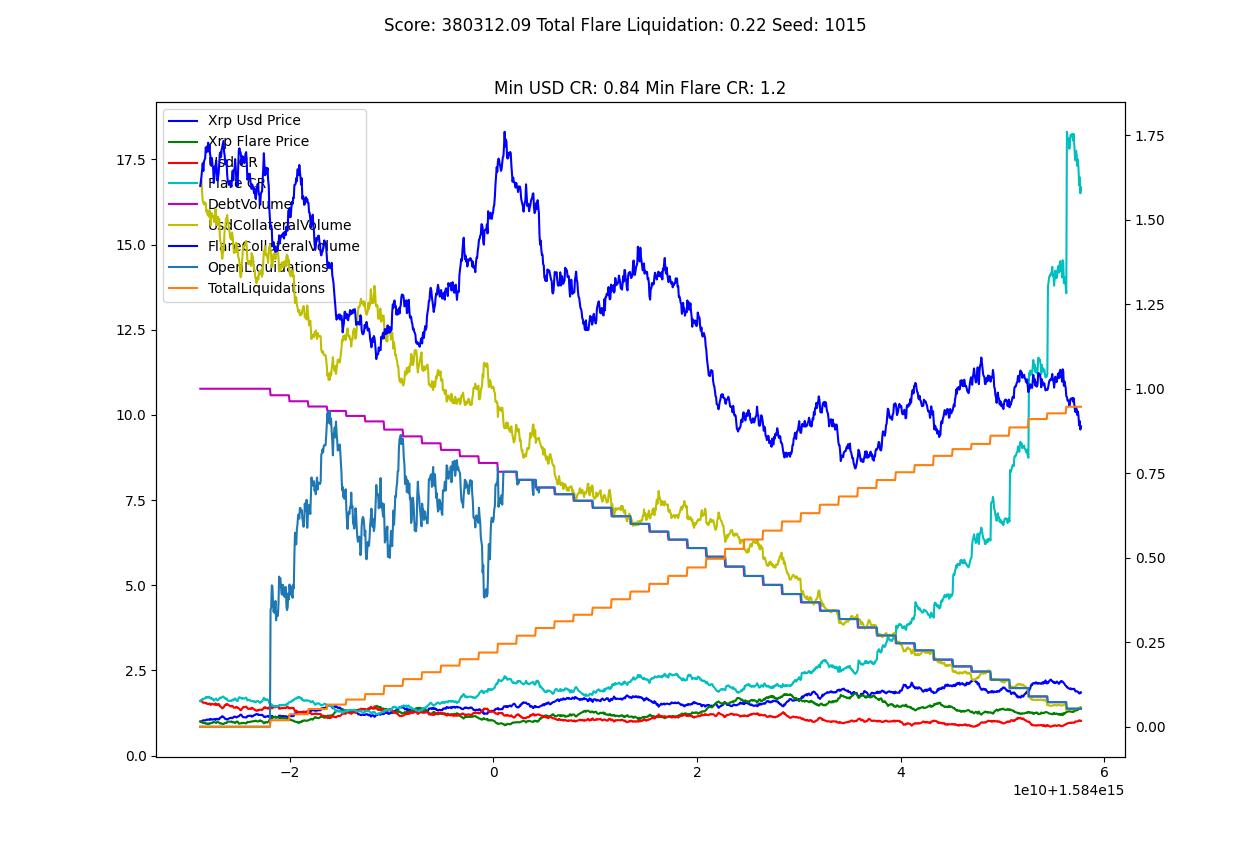 Score: 380312.09 Total Flare Liquidation: 0.22 Seed: 1015
Min USD CR: 0.84 Min Flare CR: 1.2
Xrp Usd Price
Xrp Flare Price
Usd CR
Flare CR
DebtVolume
UsdCollateralVolume
FlareCollateralVolume
OpenLiquidations
TotalLiquidations
17.5
15.0
12.5
10.0
7.5
5.0
2.5
0.0
1.75
1.50
1.25
1.00
0.75
0.50
0.25
0.00
−2 0 2 4 6
1e10+1.584e15